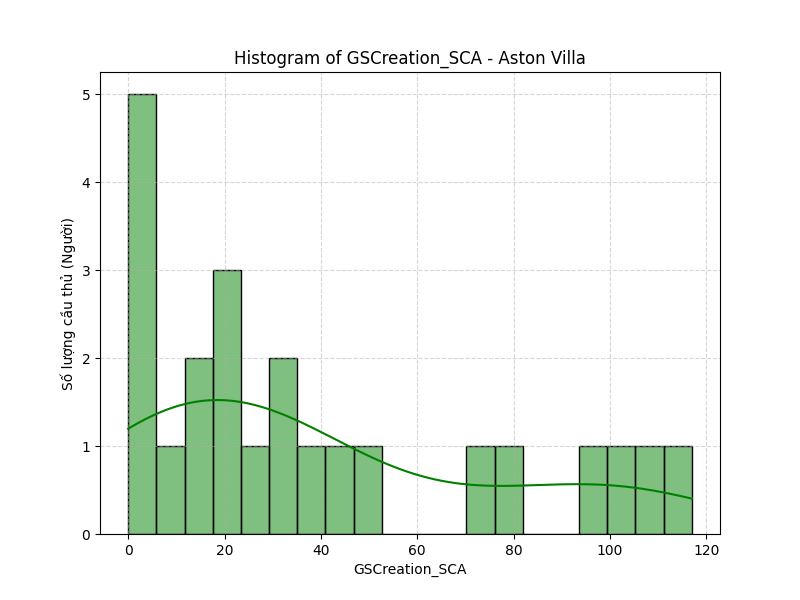 Histogram of GSCreation_SCA - Aston Villa
Số lượng cầu thủ (Người)
5
4
3
2
1
0
0 20 40 60 80 100 120
GSCreation_SCA